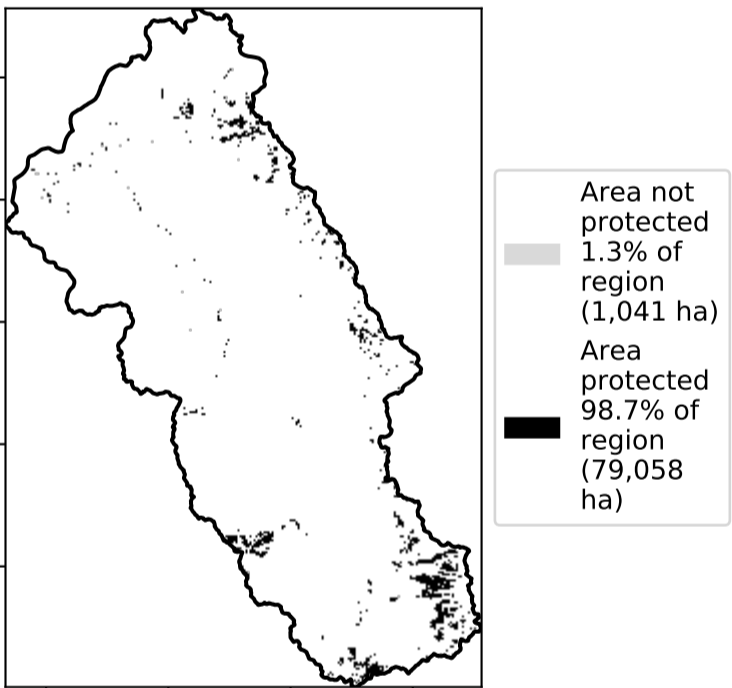 Area not
protected
1.3% of
region
(1,041 ha)
Area
protected
98.7% of
region
(79,058
ha)